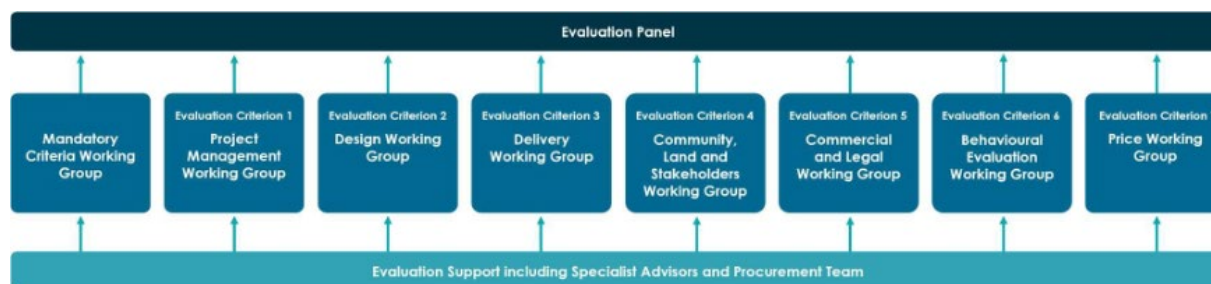 Evaluation Panel
Mandatory
Criteria Working
Group
Evaluation Criterion 1
Project
Management
Working Group
Evaluation Criterion 2
Design Working
Group
Evaluation Criterion 3
Delivery
Working Group
Evaluation Criterion 4
Community,
Land and
Stakeholders
Working Group
Evaluation Criterion 5
Commercial
and Legal
Working Group
Evaluation Criterion 6
Behavioural
Evaluation
Working Group
Evaluation Criterion
Price Working
Group
Evaluation Support including Specialist Advisors and Procurement Team